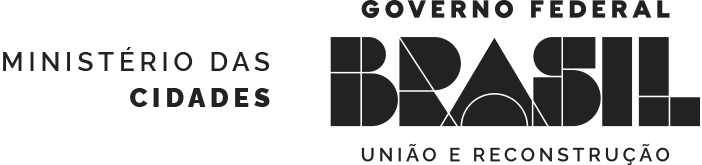 MINISTÉRIO DAS
CIDADES
GOVERNO FEDERAL
BRASIL
UNIÃO E RECONSTRUÇÃO